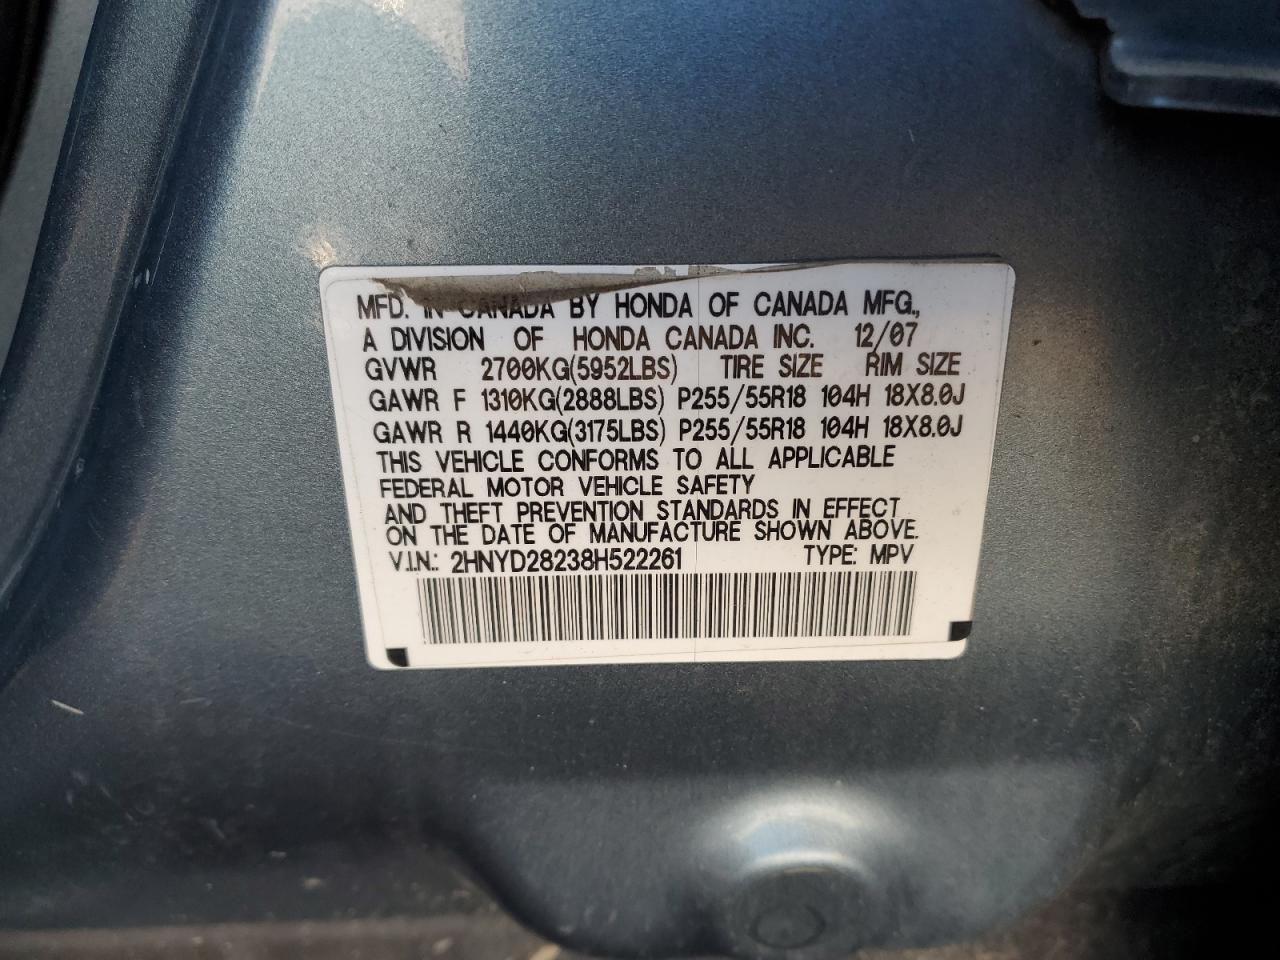 MFD. IN CANADA BY HONDA OF CANADA MFG.,
A DIVISION OF HONDA CANADA INC. 12/07
GVWR 2700KG(5952LBS) TIRE SIZE RIM SIZE
GAWR F 1310KG(2888LBS) P255/55R18 104H 18X8.0J
GAWR R 1440KG(3175LBS) P255/55R18 104H 18X8.0J
THIS VEHICLE CONFORMS TO ALL APPLICABLE
FEDERAL MOTOR VEHICLE SAFETY
AND THEFT PREVENTION STANDARDS IN EFFECT
ON THE DATE OF MANUFACTURE SHOWN ABOVE.
V.I.N.: 2HNYD28238H522261 TYPE: MPV